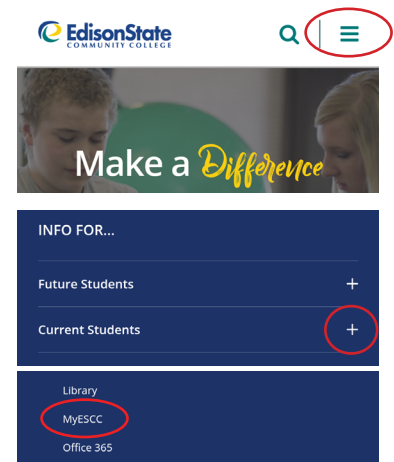 EdisonState
COMMUNITY COLLEGE
Make a Difference
INFO FOR...
Future Students +
Current Students +
Library
MyESCC
Office 365